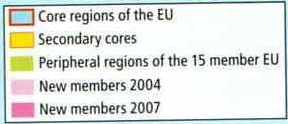 Core regions of the EU
Secondary cores
Peripheral regions of the 15 member EU
New members 2004
New members 2007